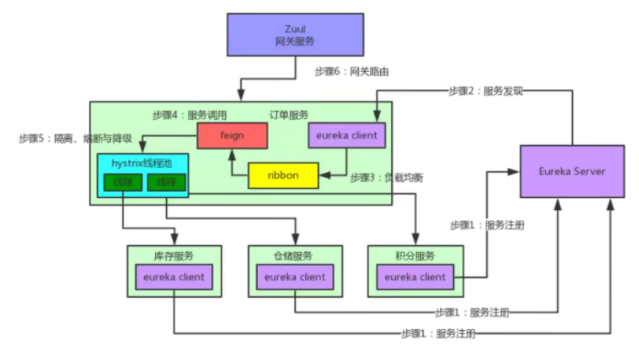 Zuul
网关服务
步骤6：网关路由
步骤2：服务发现
步骤4：服务调用
订单服务
feign
eureka client
步骤5：隔离、熔断与降级
hystrix线程池
线程
线程
ribbon
步骤3：负载均衡
Eureka Server
步骤1：服务注册
库存服务
eureka client
仓储服务
eureka client
积分服务
eureka client
步骤1：服务注册
步骤1：服务注册